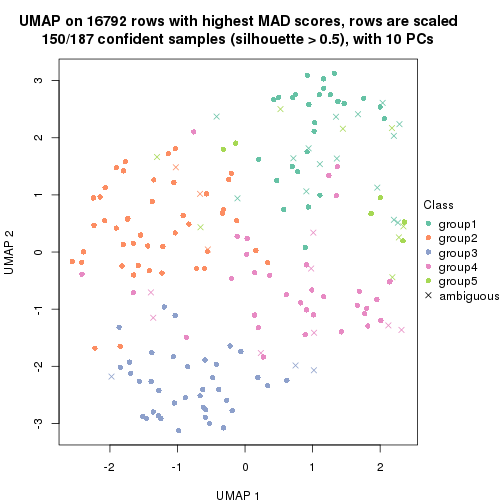 UMAP on 16792 rows with highest MAD scores, rows are scaled
150/187 confident samples (silhouette > 0.5), with 10 PCs
3
2
1
0
-1
-2
-3
UMAP 2
-2
-1
0
1
2
UMAP 1
Class
group1
group2
group3
group4
group5
ambiguous